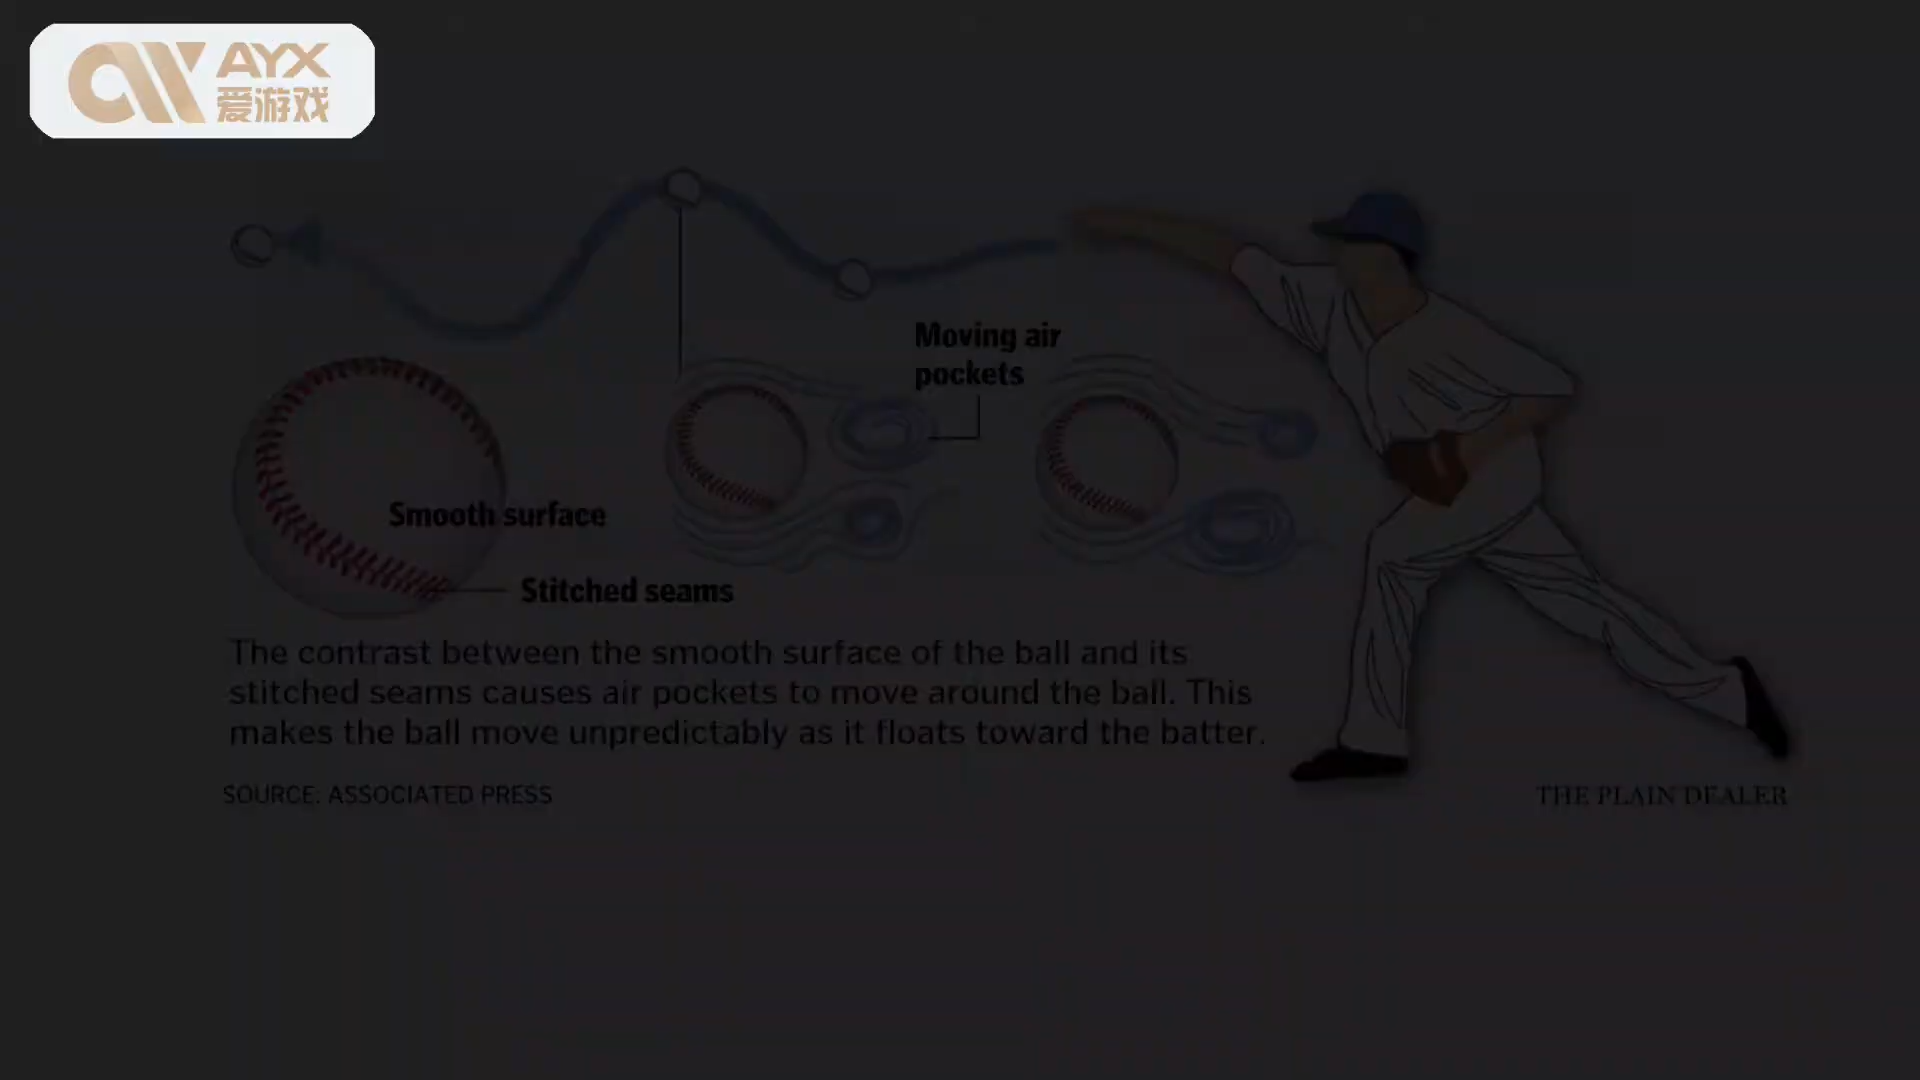 AYX
爱游戏
Moving air
pockets
Smooth surface
Stitched seams
The contrast between the smooth surface of the ball and its
stitched seams causes air pockets to move around the ball. This
makes the ball move unpredictably as it floats toward the batter.
SOURCE: ASSOCIATED PRESS
THE PLAIN DEALER